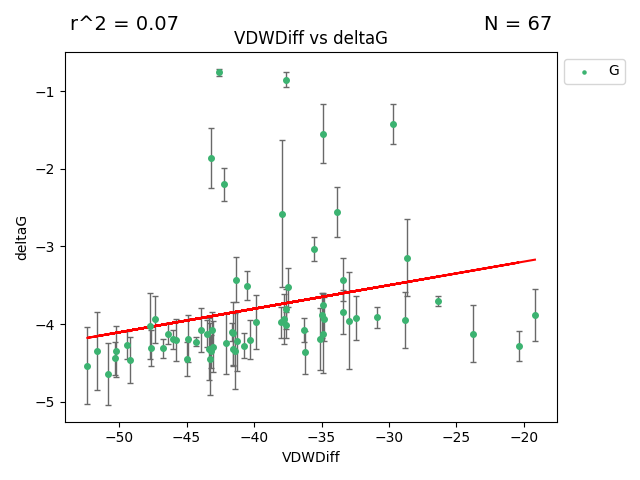 r^2 = 0.07
N = 67
VDWDiff vs deltaG
G
−1
−2
−3
−4
−5
deltaG
−50
−45
−40
−35
−30
−25
−20
VDWDiff